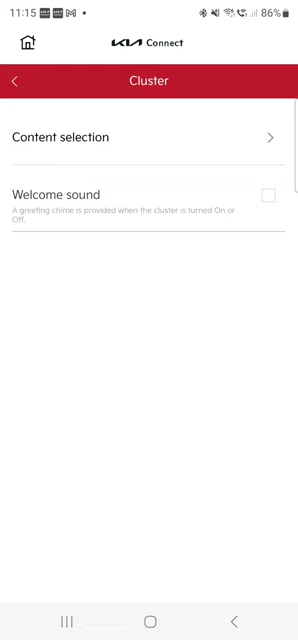 11:15 86%
KIA Connect
Cluster
Content selection
Welcome sound
A greeting chime is provided when the cluster is turned On or
Off.